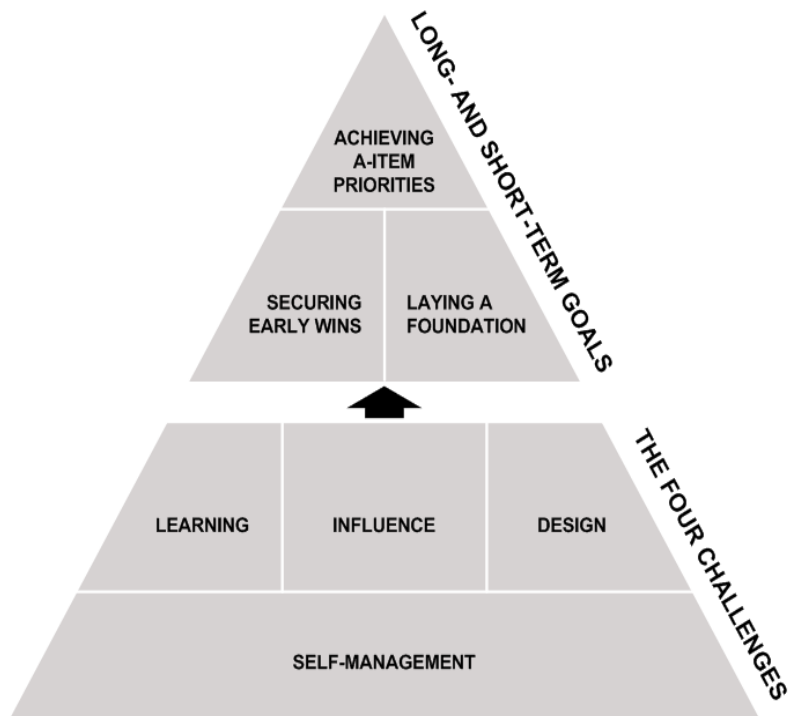 ACHIEVING
A-ITEM
PRIORITIES
LONG- AND SHORT-TERM GOALS
SECURING
EARLY WINS
LAYING A
FOUNDATION
LEARNING
INFLUENCE
DESIGN
THE FOUR CHALLENGES
SELF-MANAGEMENT